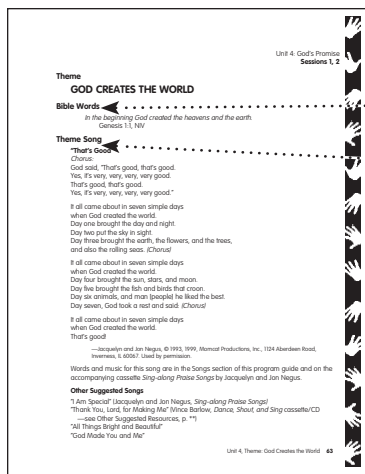 Unit 4: God's Promise
Sessions 1, 2
Theme
GOD CREATES THE WORLD
Bible Words
In the beginning God created the heavens and the earth.
Genesis 1:1, NIV
Theme Song
"That's Good"
Chorus:
God said, "That's good, that's good.
Yes, it's very, very, very, very good.
That's good, that's good.
Yes, it's very, very, very, very good."
It all came about in seven simple days
when God created the world.
Day one brought the day and night.
Day two put the sky in sight.
Day three brought the earth, the flowers, and the trees,
and also the rolling seas. (Chorus)
It all came about in seven simple days
when God created the world.
Day four brought the sun, stars, and moon.
Day five brought the fish and birds that croon.
Day six animals, and man (people) he liked the best.
Day seven, God took a rest and said: (Chorus)
It all came about in seven simple days
when God created the world.
That's good!
—Jacquelyn and Jon Negus, © 1993, 1999, Momcat Productions, Inc., 1124 Aberdeen Road,
Inverness, IL 60067. Used by permission.
Words and music for this song are in the Songs section of this program guide and on the
accompanying cassette Sing-along Praise Songs by Jacquelyn and Jon Negus.
Other Suggested Songs
"I Am Special" (Jacquelyn and Jon Negus, Sing-along Praise Songs)
"Thank You, Lord, for Making Me" (Vince Barlow, Dance, Shout, and Sing cassette/CD
—see Other Suggested Resources, p. **)
"All Things Bright and Beautiful"
"God Made You and Me"
Unit 4, Theme: God Creates the World 63